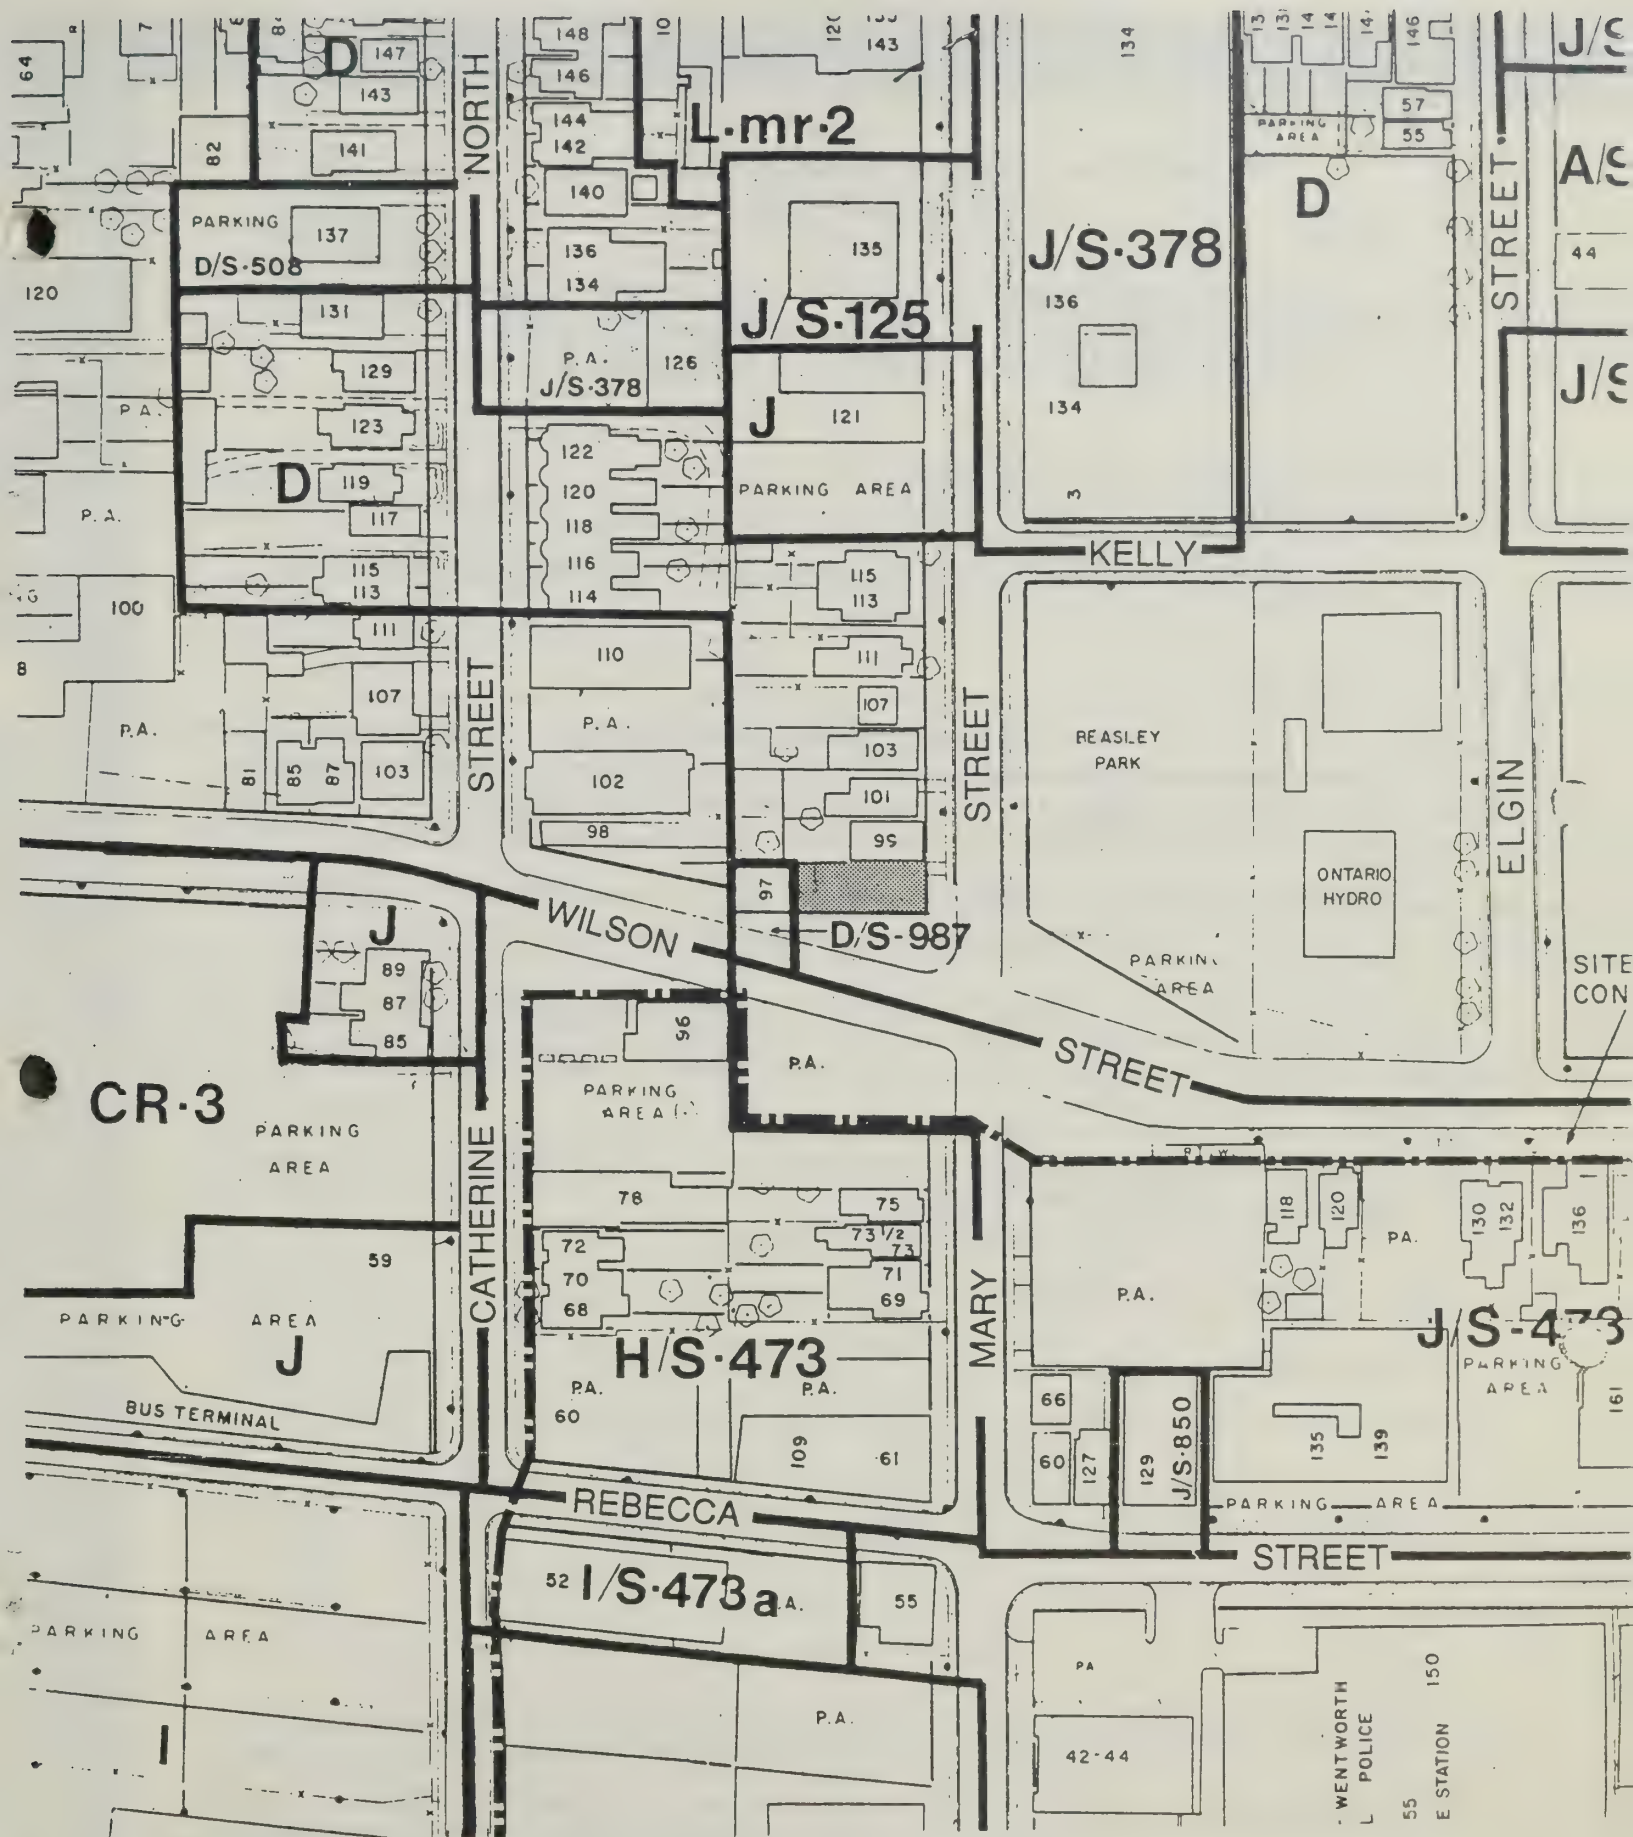 64
7
147
D
143
141
82
NORTH
148
146
144
142
140
10
L-mr-2
143
134
146
57
55
PARKING
AREA
D
J/S
A/S
STREET
44
J/S
PARKING
137
D/S-508
120
136
134
135
J/S-125
J/S-378
136
134
3
131
129
P.A.
126
J/S-378
J
121
P.A.
123
D
119
117
P.A.
122
120
118
116
114
PARKING AREA
KELLY
115
113
100
8
111
STREET
110
115
113
111
107
P.A.
107
P.A.
81
85
87
103
102
98
103
101
99
STREET
BEASLEY
PARK
ELGIN
ONTARIO
HYDRO
97
WILSON
D/S-987
J
89
87
85
PARKING
AREA
SITE
CON
96
P.A.
STREET
CR-3
PARKING
AREA
PARKING
AREA
CATHERINE
78
75
73 1/2
73
72
70
68
71
69
118
120
P.A.
130
132
136
59
PARKING AREA
J
MARY
P.A.
H/S-473
J/S-473
P.A.
P.A.
60
PARKING
AREA
161
BUS TERMINAL
66
109
61
60
127
129
J/S-850
135
139
PARKING AREA
REBECCA
STREET
52
I/S-473a
A.
55
PARKING AREA
I
P.A.
PA
42-44
WENTWORTH
L POLICE
55
E STATION
150